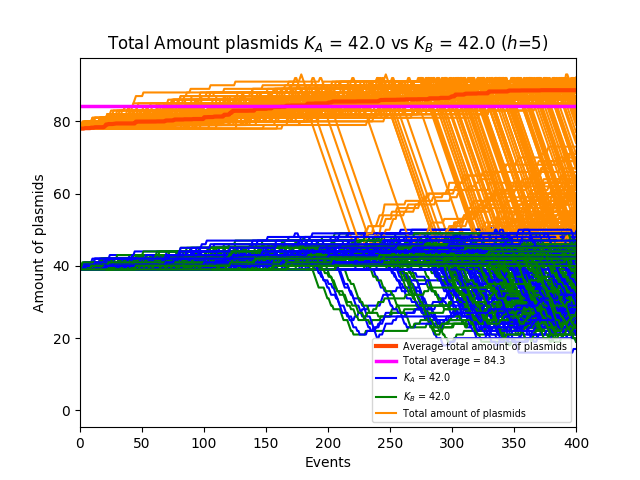 Total Amount plasmids K_A = 42.0 vs K_B = 42.0 (h=5)
Amount of plasmids
80
60
40
20
0
Average total amount of plasmids
Total average = 84.3
K_A = 42.0
K_B = 42.0
Total amount of plasmids
0 50 100 150 200 250 300 350 400
Events